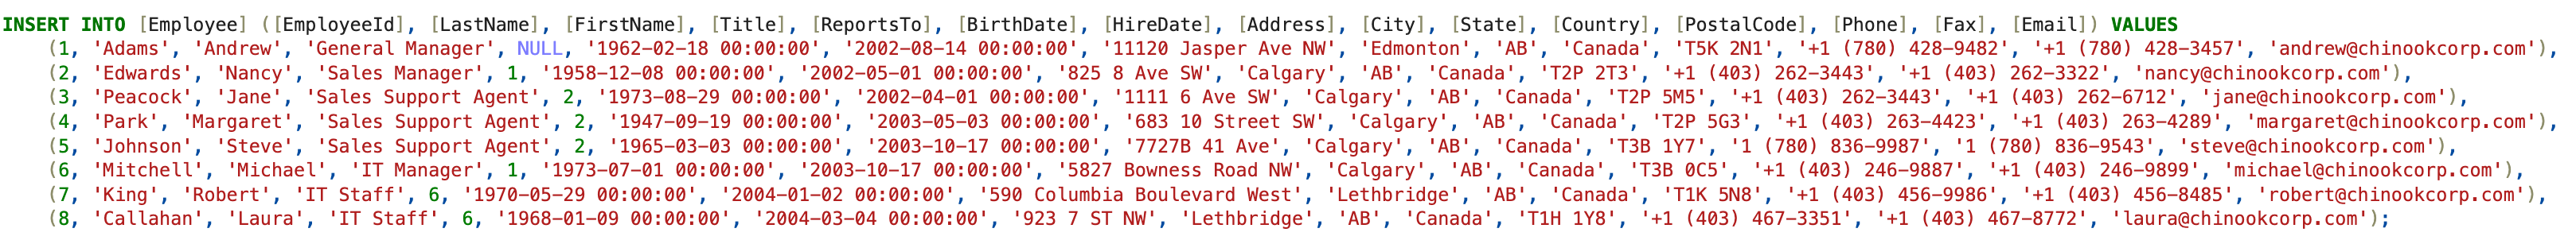 INSERT INTO [Employee] ([EmployeeId], [LastName], [FirstName], [Title], [ReportsTo], [BirthDate], [HireDate], [Address], [City], [State], [Country], [PostalCode], [Phone], [Fax], [Email]) VALUES
(1, 'Adams', 'Andrew', 'General Manager', NULL, '1962-02-18 00:00:00', '2002-08-14 00:00:00', '11120 Jasper Ave NW', 'Edmonton', 'AB', 'Canada', 'T5K 2N1', '+1 (780) 428-9482', '+1 (780) 428-3457', 'andrew@chinookcorp.com'),
(2, 'Edwards', 'Nancy', 'Sales Manager', 1, '1958-12-08 00:00:00', '2002-05-01 00:00:00', '825 8 Ave SW', 'Calgary', 'AB', 'Canada', 'T2P 2T3', '+1 (403) 262-3443', '+1 (403) 262-3322', 'nancy@chinookcorp.com'),
(3, 'Peacock', 'Jane', 'Sales Support Agent', 2, '1973-08-29 00:00:00', '2002-04-01 00:00:00', '1111 6 Ave SW', 'Calgary', 'AB', 'Canada', 'T2P 5M5', '+1 (403) 262-3443', '+1 (403) 262-6712', 'jane@chinookcorp.com'),
(4, 'Park', 'Margaret', 'Sales Support Agent', 2, '1947-09-19 00:00:00', '2003-05-03 00:00:00', '683 10 Street SW', 'Calgary', 'AB', 'Canada', 'T2P 5G3', '+1 (403) 263-4423', '+1 (403) 263-4289', 'margaret@chinookcorp.com'),
(5, 'Johnson', 'Steve', 'Sales Support Agent', 2, '1965-03-03 00:00:00', '2003-10-17 00:00:00', '7727B 41 Ave', 'Calgary', 'AB', 'Canada', 'T3B 1Y7', '1 (780) 836-9987', '1 (780) 836-9543', 'steve@chinookcorp.com'),
(6, 'Mitchell', 'Michael', 'IT Manager', 1, '1973-07-01 00:00:00', '2003-10-17 00:00:00', '5827 Bowness Road NW', 'Calgary', 'AB', 'Canada', 'T3B 0C5', '+1 (403) 246-9887', '+1 (403) 246-9899', 'michael@chinookcorp.com'),
(7, 'King', 'Robert', 'IT Staff', 6, '1970-05-29 00:00:00', '2004-01-02 00:00:00', '590 Columbia Boulevard West', 'Lethbridge', 'AB', 'Canada', 'T1K 5N8', '+1 (403) 456-9986', '+1 (403) 456-8485', 'robert@chinookcorp.com'),
(8, 'Callahan', 'Laura', 'IT Staff', 6, '1968-01-09 00:00:00', '2004-03-04 00:00:00', '923 7 ST NW', 'Lethbridge', 'AB', 'Canada', 'T1H 1Y8', '+1 (403) 467-3351', '+1 (403) 467-8772', 'laura@chinookcorp.com');